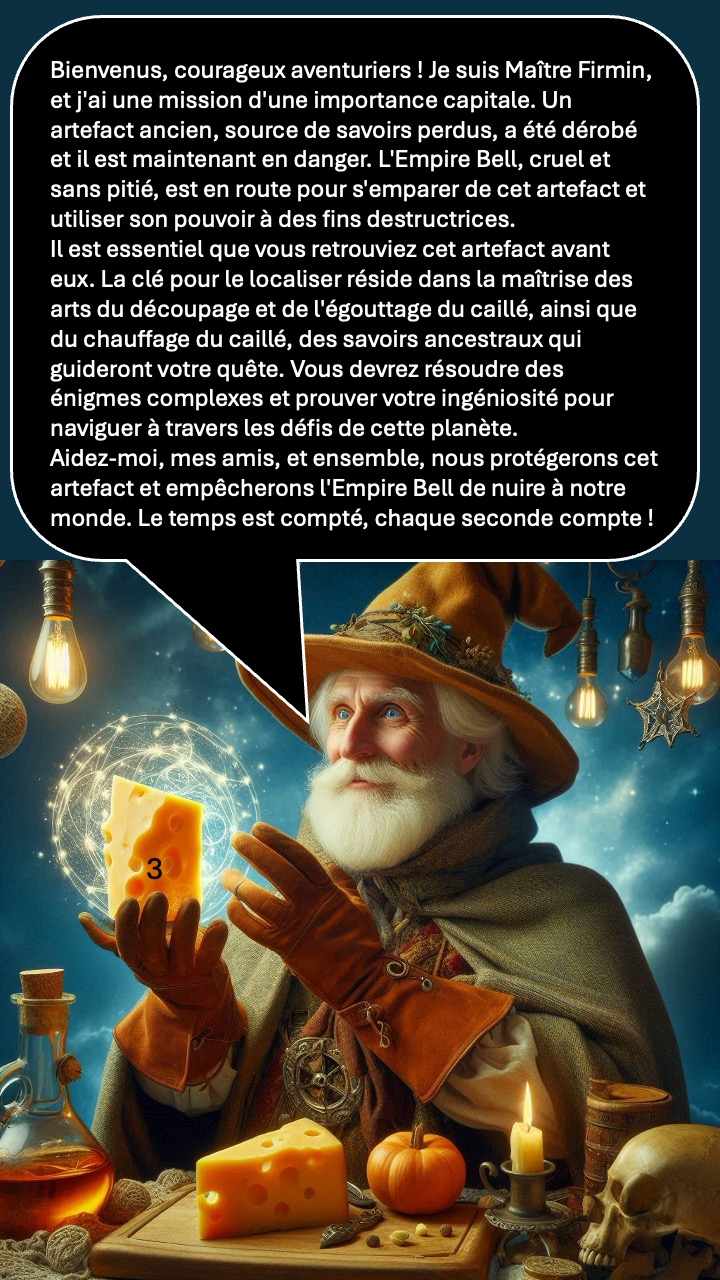 Bienvenus, courageux aventuriers ! Je suis Maître Firmin,
et j'ai une mission d'une importance capitale. Un
artefact ancien, source de savoirs perdus, a été dérobé
et il est maintenant en danger. L'Empire Bell, cruel et
sans pitié, est en route pour s'emparer de cet artefact et
utiliser son pouvoir à des fins destructrices.
Il est essentiel que vous retrouviez cet artefact avant
eux. La clé pour le localiser réside dans la maîtrise des
arts du découpage et de l'égouttage du caillé, ainsi que
du chauffage du caillé, des savoirs ancestraux qui
guideront votre quête. Vous devrez résoudre des
énigmes complexes et prouver votre ingéniosité pour
naviguer à travers les défis de cette planète.
Aidez-moi, mes amis, et ensemble, nous protégerons cet
artefact et empêcherons l'Empire Bell de nuire à notre
monde. Le temps est compté, chaque seconde compte !
3